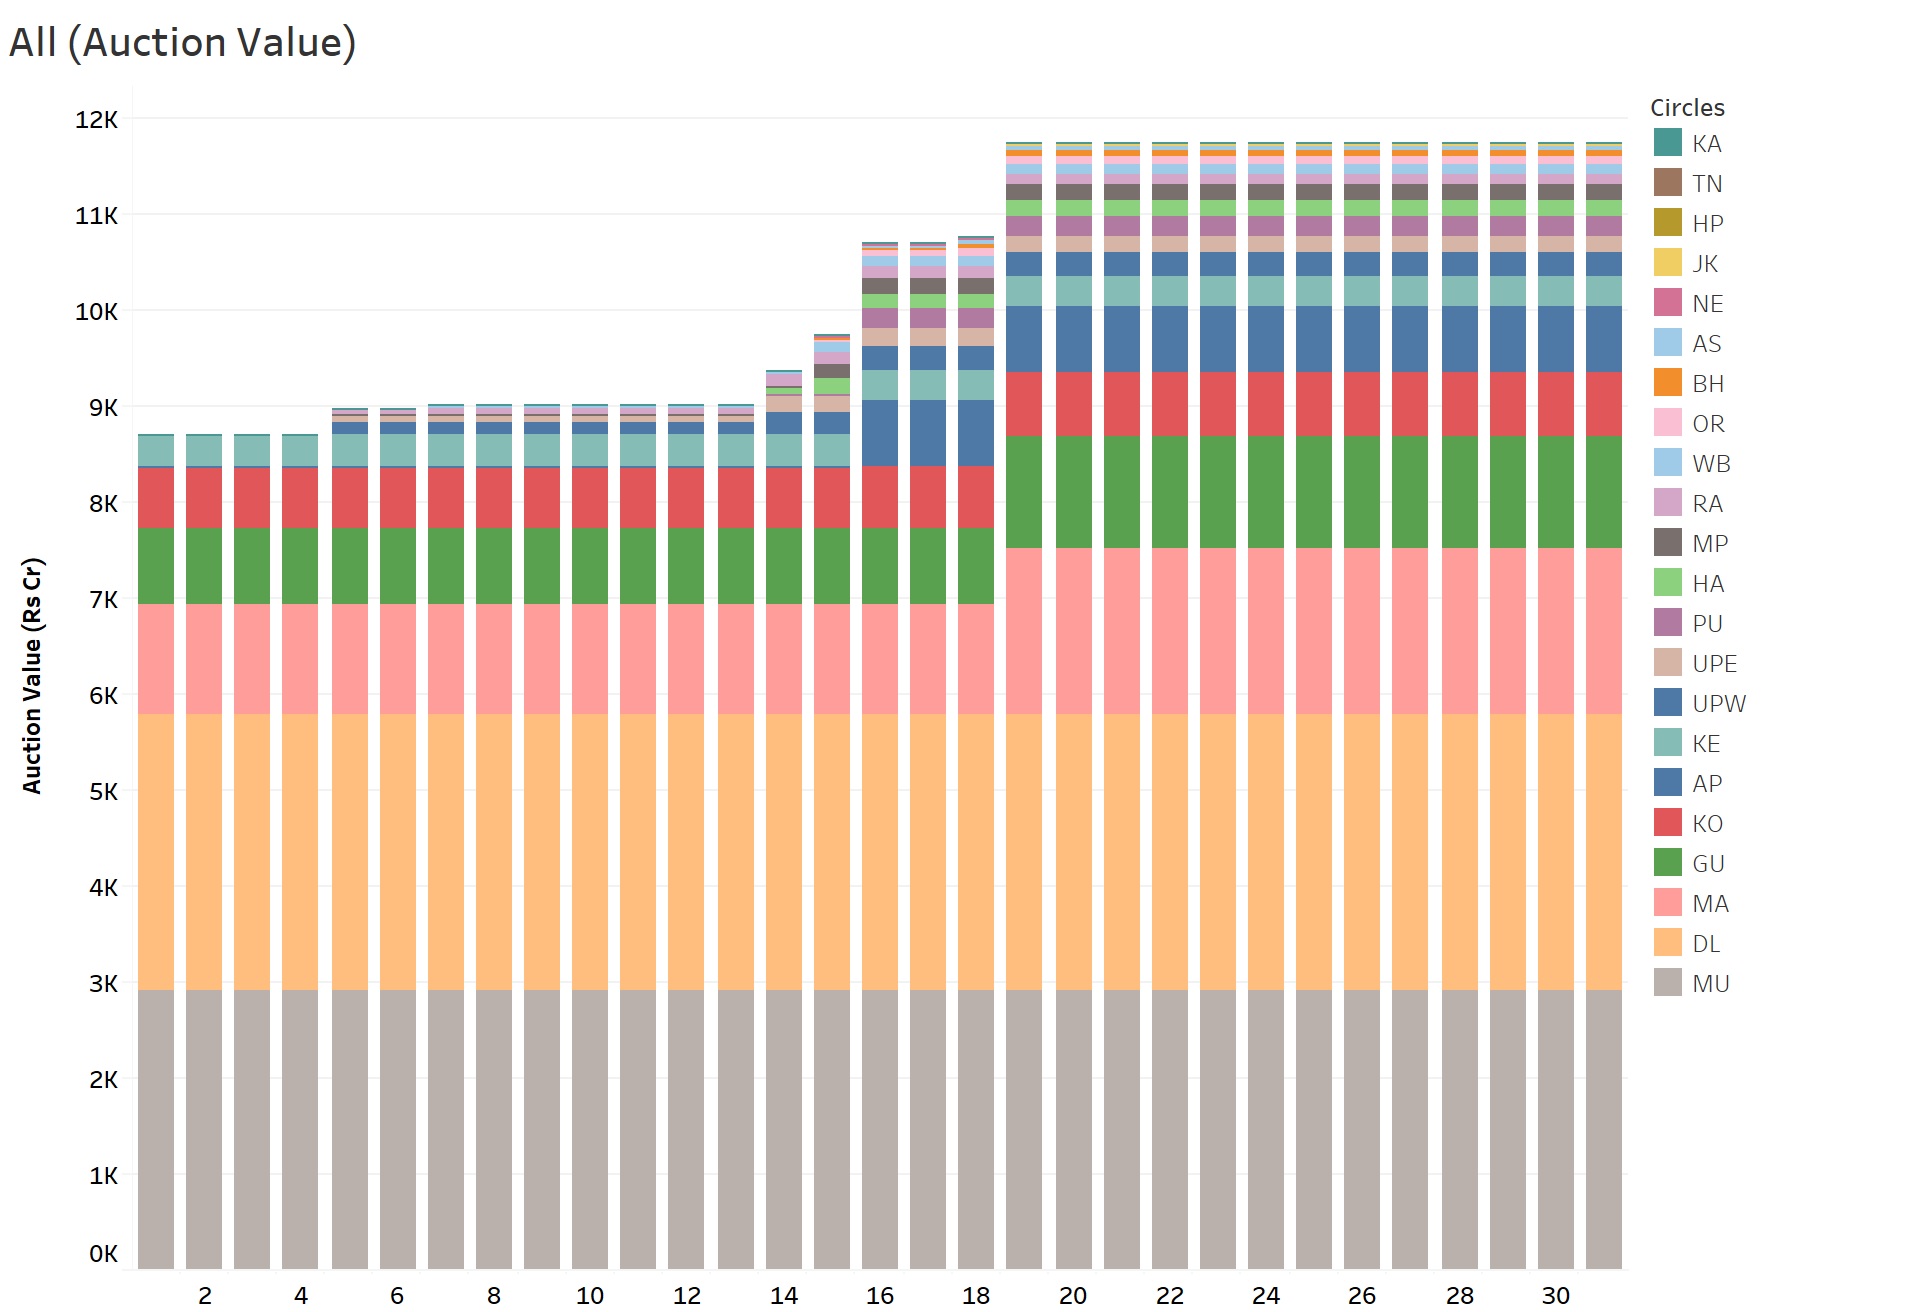 All (Auction Value)
Auction Value (Rs Cr)
12K
11K
10K
9K
8K
7K
6K
5K
4K
3K
2K
1K
0K
2 4 6 8 10 12 14 16 18 20 22 24 26 28 30
Circles
KA
TN
HP
JK
NE
AS
BH
OR
WB
RA
MP
HA
PU
UPE
UPW
KE
AP
KO
GU
MA
DL
MU